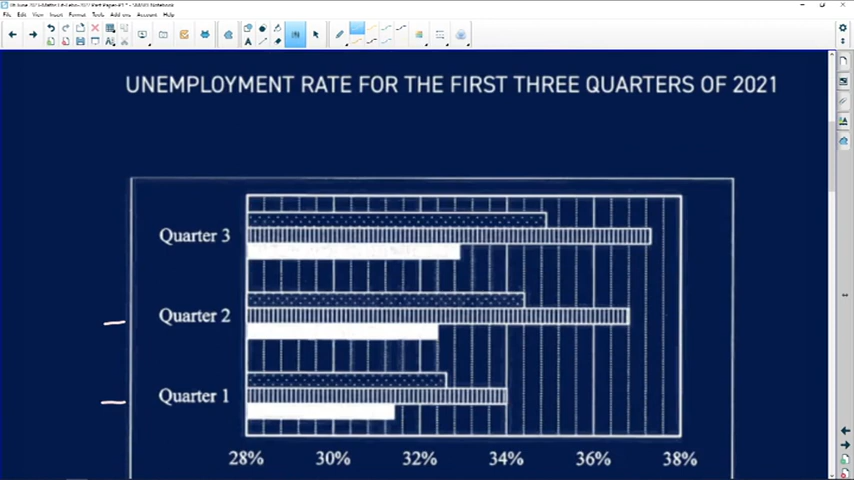 File Edit View Insert Format Tools Add-ons Account Help
UNEMPLOYMENT RATE FOR THE FIRST THREE QUARTERS OF 2021
Quarter 3
Quarter 2
Quarter 1
28% 30% 32% 34% 36% 38%